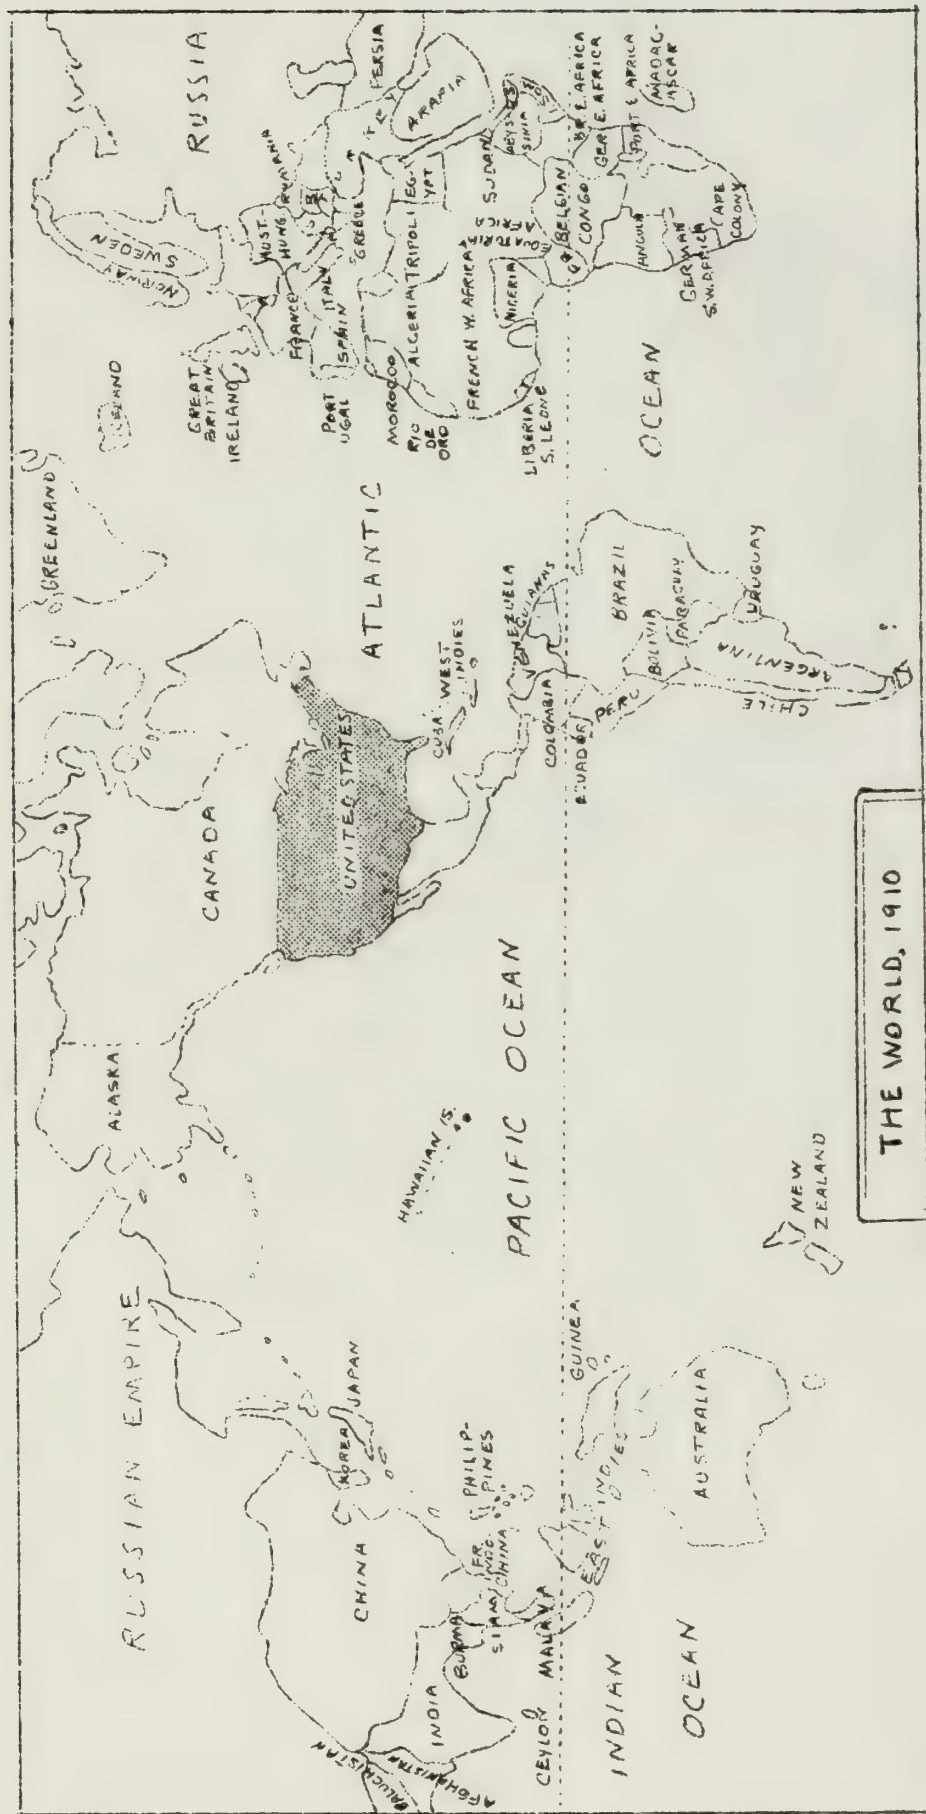 RUSSIAN EMPIRE
ALASKA
CANADA
GREENLAND
ICELAND
NORWAY
SWEDEN
RUSSIA
GREAT
BRITAIN
IRELAND
FRANCE
AUST.-
HUNG.
RUMANIA
ITALY
PORT
UGAL
SPAIN
GREECE
PERSIA
ARABIA
MOROCCO
RIO
DE
ORO
ALGERIA
TRIPOLI
EG-
YPT
FRENCH W. AFRICA
SUDAN
ABYS-
SINIA
NIGERIA
LIBERIA
S. LEONE
BELGIAN
CONGO
BR. E. AFRICA
GER. E. AFRICA
PORT E AFRICA
MADAG-
ASCAR
ANGOLA
GERMAN
S.W. AFRICA
CAPE
COLONY
UNITED STATES
ATLANTIC
OCEAN
CUBA
WEST
INDIES
VENEZUELA
GUIANAS
COLOMBIA
ECUADOR
PERU
BRAZIL
BOLIVIA
PARAGUAY
URUGUAY
ARGENTINA
CHILE
HAWAIIAN IS.
PACIFIC OCEAN
CHINA
KOREA
JAPAN
PHILIP-
PINES
BALUCHISTAN
AFGHANISTAN
INDIA
BURMA
SIAM
FR.
INDO-
CHINA
CEYLON
MALAYA
EAST INDIES
GUINEA
AUSTRALIA
NEW
ZEALAND
INDIAN
OCEAN
THE WORLD, 1910